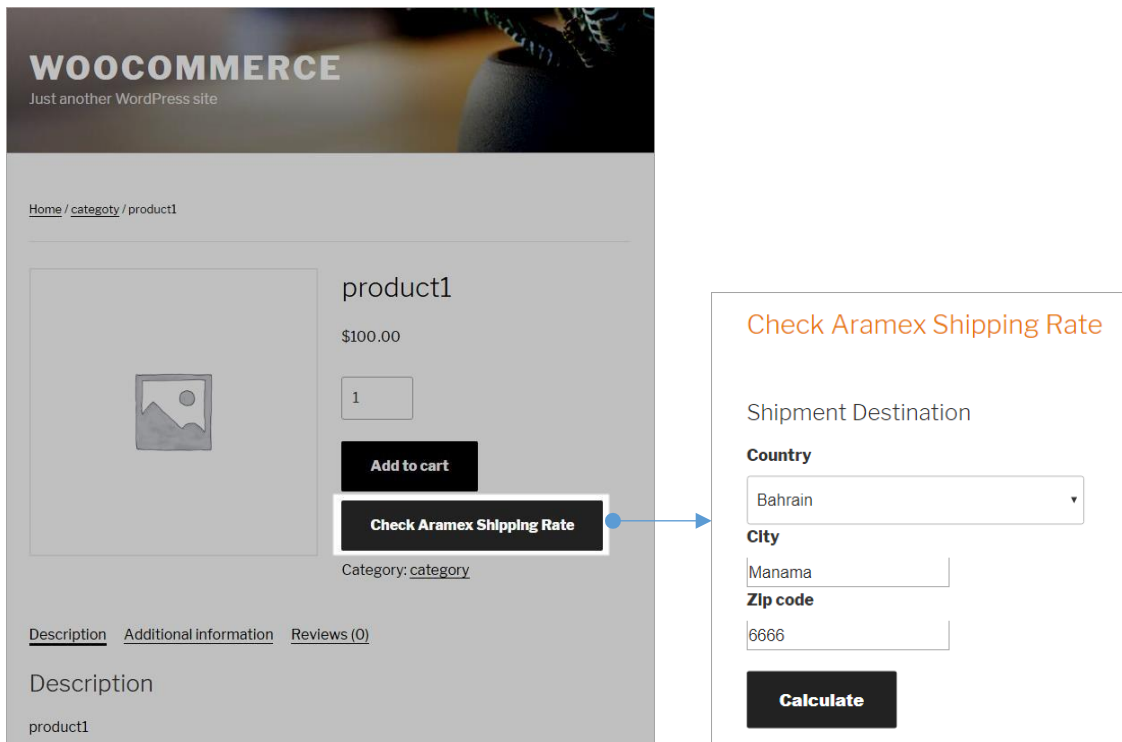 WOOCOMMERCE
Just another WordPress site
Home / categoty / product1
product1
$100.00
1
Add to cart
Check Aramex Shipping Rate
Category: category
Description Additional information Reviews (0)
Description
product1
Check Aramex Shipping Rate
Shipment Destination
Country
Bahrain
City
Manama
Zip code
6666
Calculate